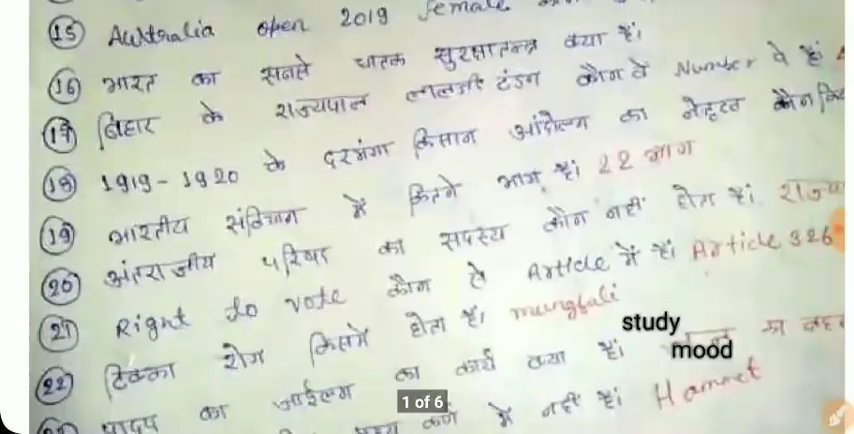 (15) Australia open 2019 female
(16) भारत का सबसे घातक सुरक्षातन्त्र क्या हैं।
(17) बिहार के राज्यपाल लालजी टंडन कौन से Number पे हैं
(18) 1919-1920 के दरभंगा किसान आंदोलन का नेतृत्व कौन
(19) भारतीय संविधान में कितने भाग हैं। 22 भाग
(20) अंतराज्यीय परिषद का सदस्य कौन नहीं होता हैं। राज्य
(21) Right to vote कौन से Article में हैं। Article 326
(22) टिक्का रोग किसमें होता हैं। mungfali
पादप का जाईलम का कार्य क्या हैं।
में नहीं हैं।
study
mood
1 of 6